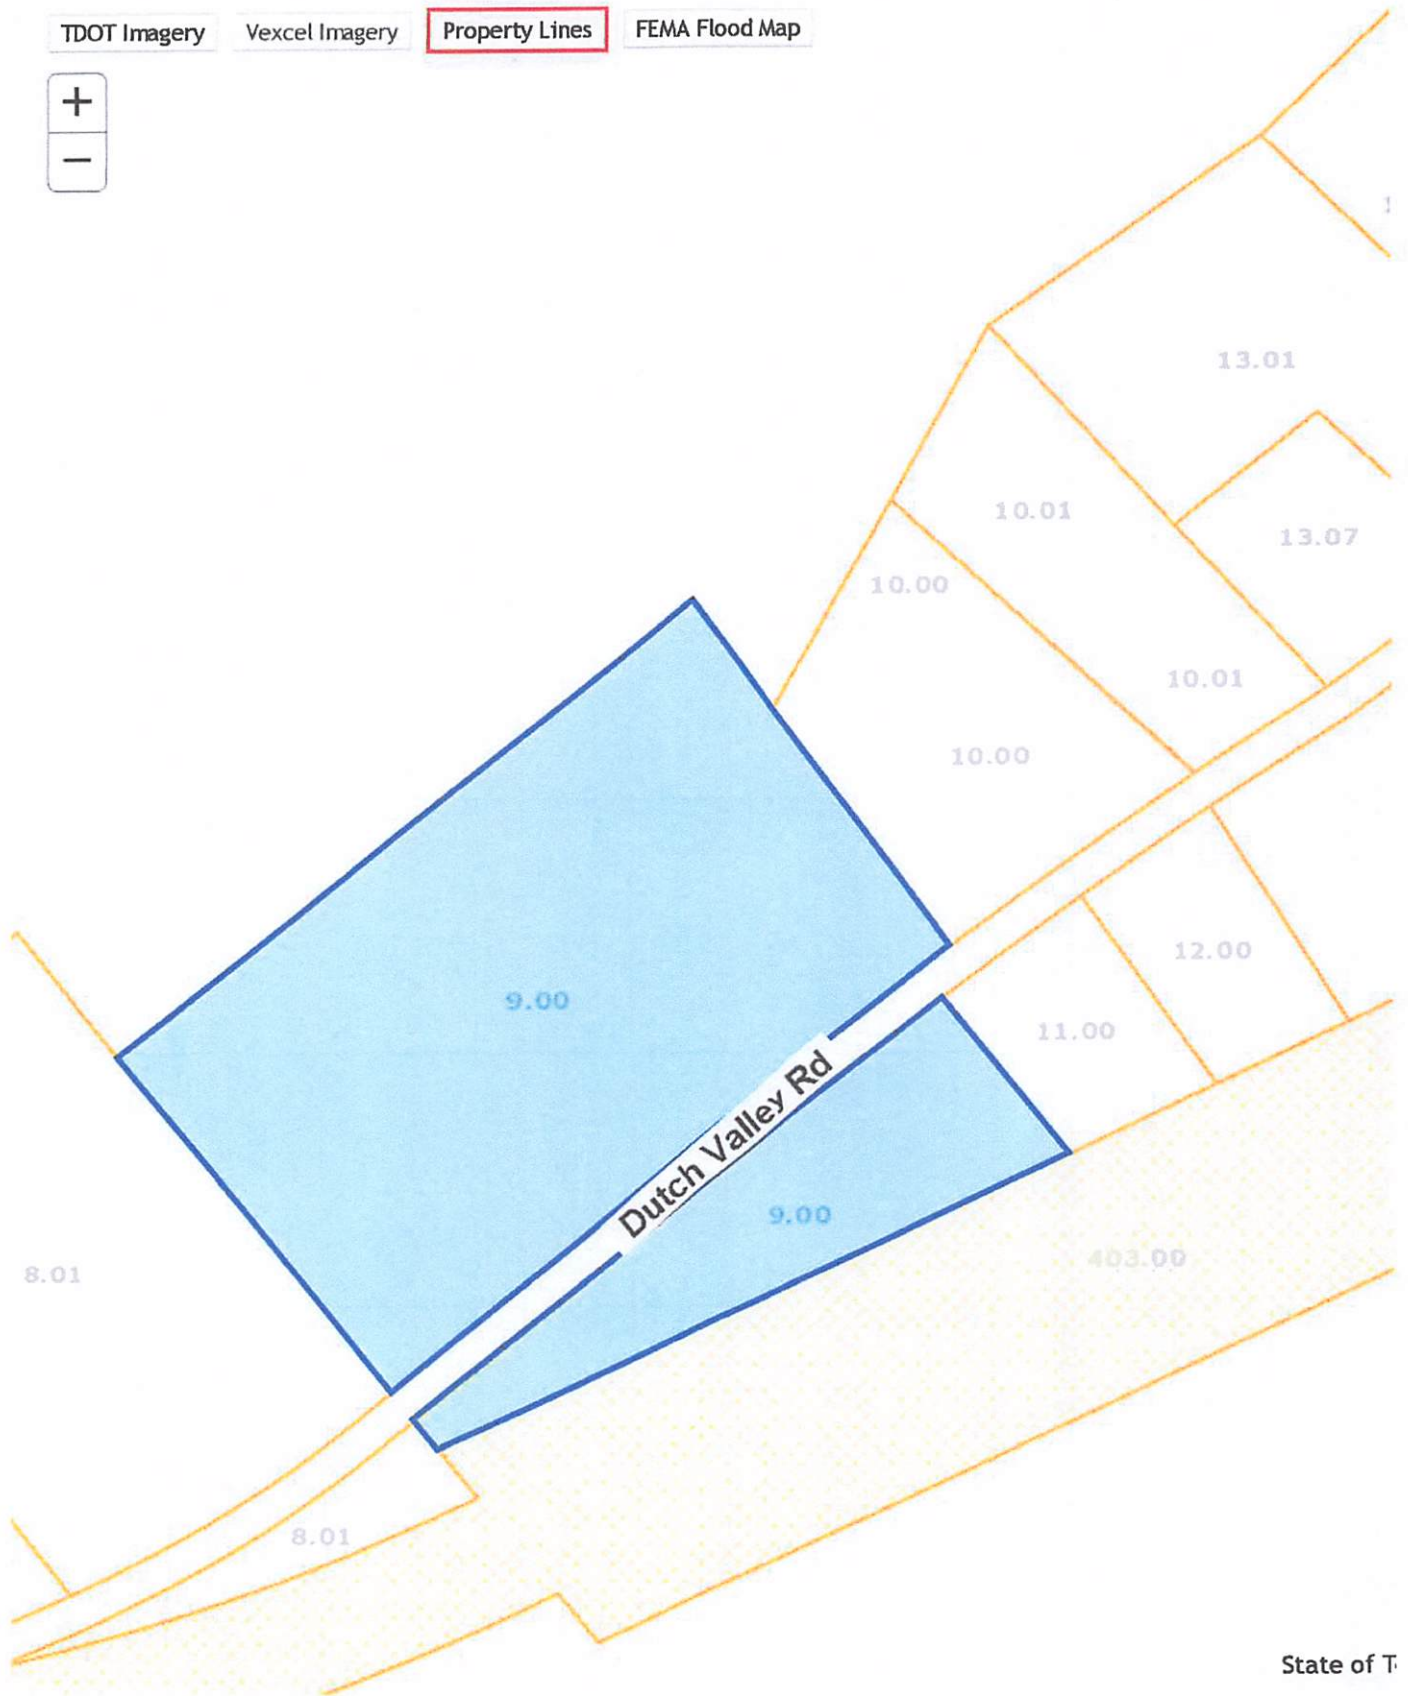 TDOT Imagery
Vexcel Imagery
Property Lines
FEMA Flood Map
+
−
13.01
10.01
13.07
10.00
10.01
10.00
12.00
9.00
11.00
Dutch Valley Rd
9.00
403.00
8.01
8.01
State of T